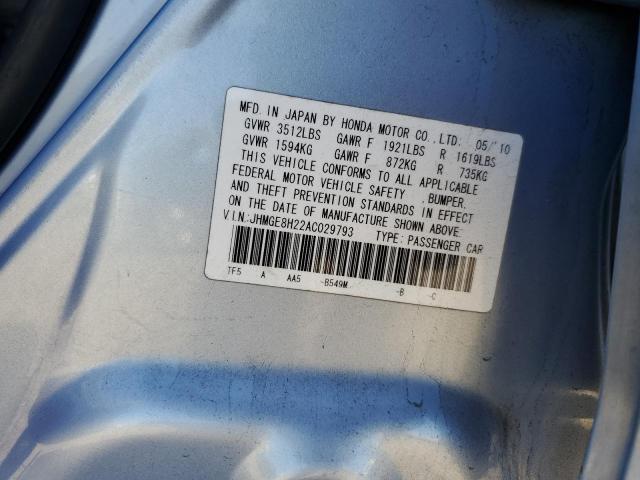 MFD. IN JAPAN BY HONDA MOTOR CO.,LTD. 05/'10
GVWR 3512LBS GAWR F 1921LBS R 1619LBS
GVWR 1594KG GAWR F 872KG R 735KG
THIS VEHICLE CONFORMS TO ALL APPLICABLE
FEDERAL MOTOR VEHICLE SAFETY ,BUMPER,
AND THEFT PREVENTION STANDARDS IN EFFECT
ON THE DATE OF MANUFACTURE SHOWN ABOVE.
V I.N:JHMGE8H22AC029793 TYPE: PASSENGER CAR
TF5 A AA5 -B549M -B -C